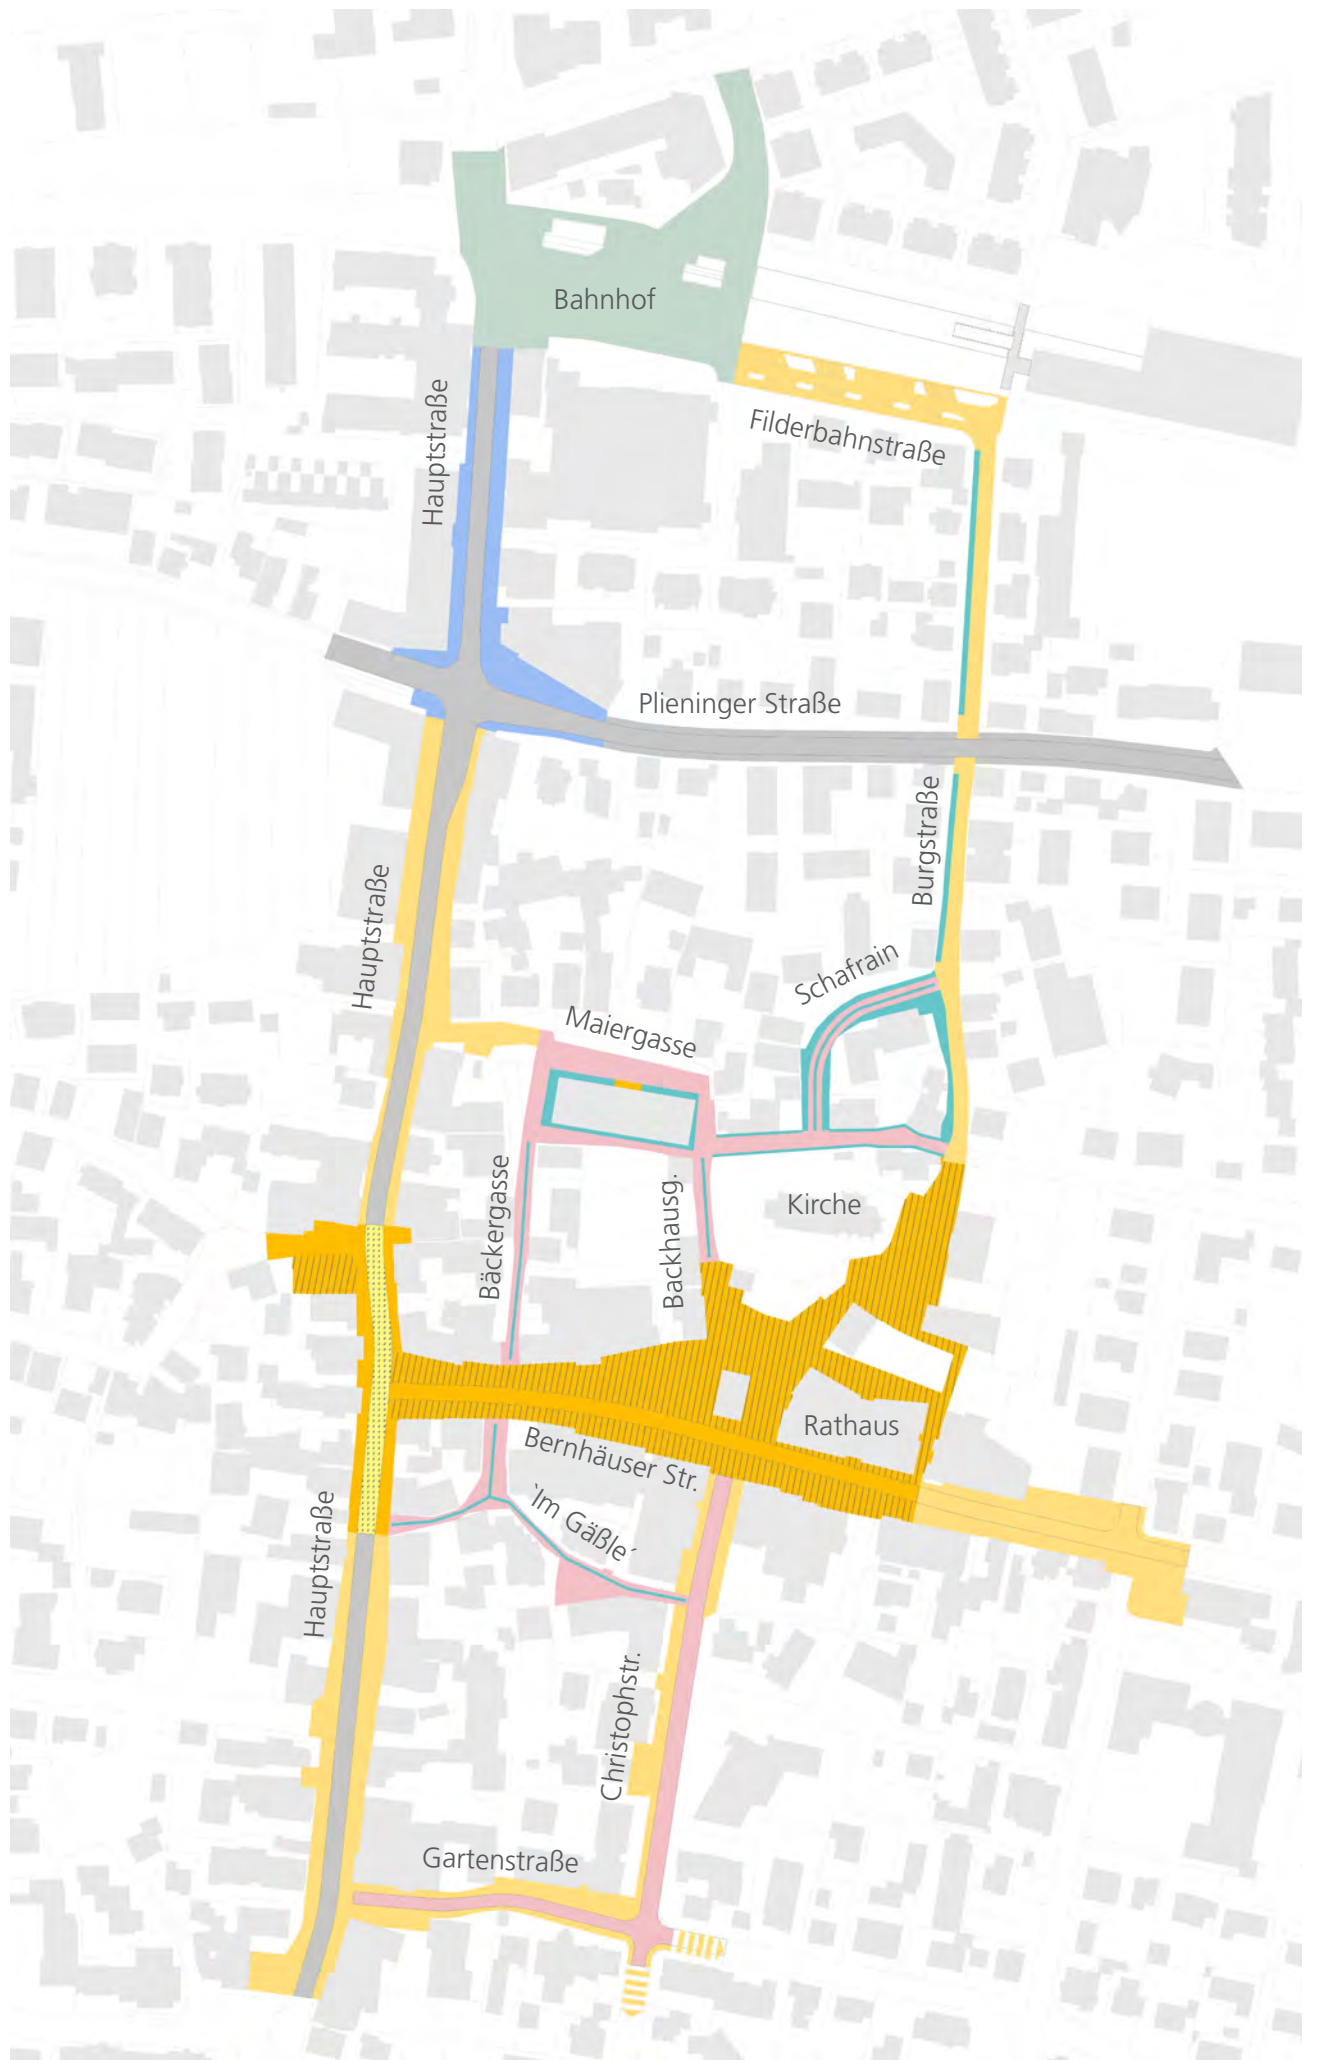 Bahnhof
Hauptstraße
Filderbahnstraße
Plieninger Straße
Burgstraße
Hauptstraße
Schafrain
Maiergasse
Bäckergasse
Backhausg.
Kirche
Rathaus
Bernhäuser Str.
'Im Gäßle´
Hauptstraße
Christophstr.
Gartenstraße